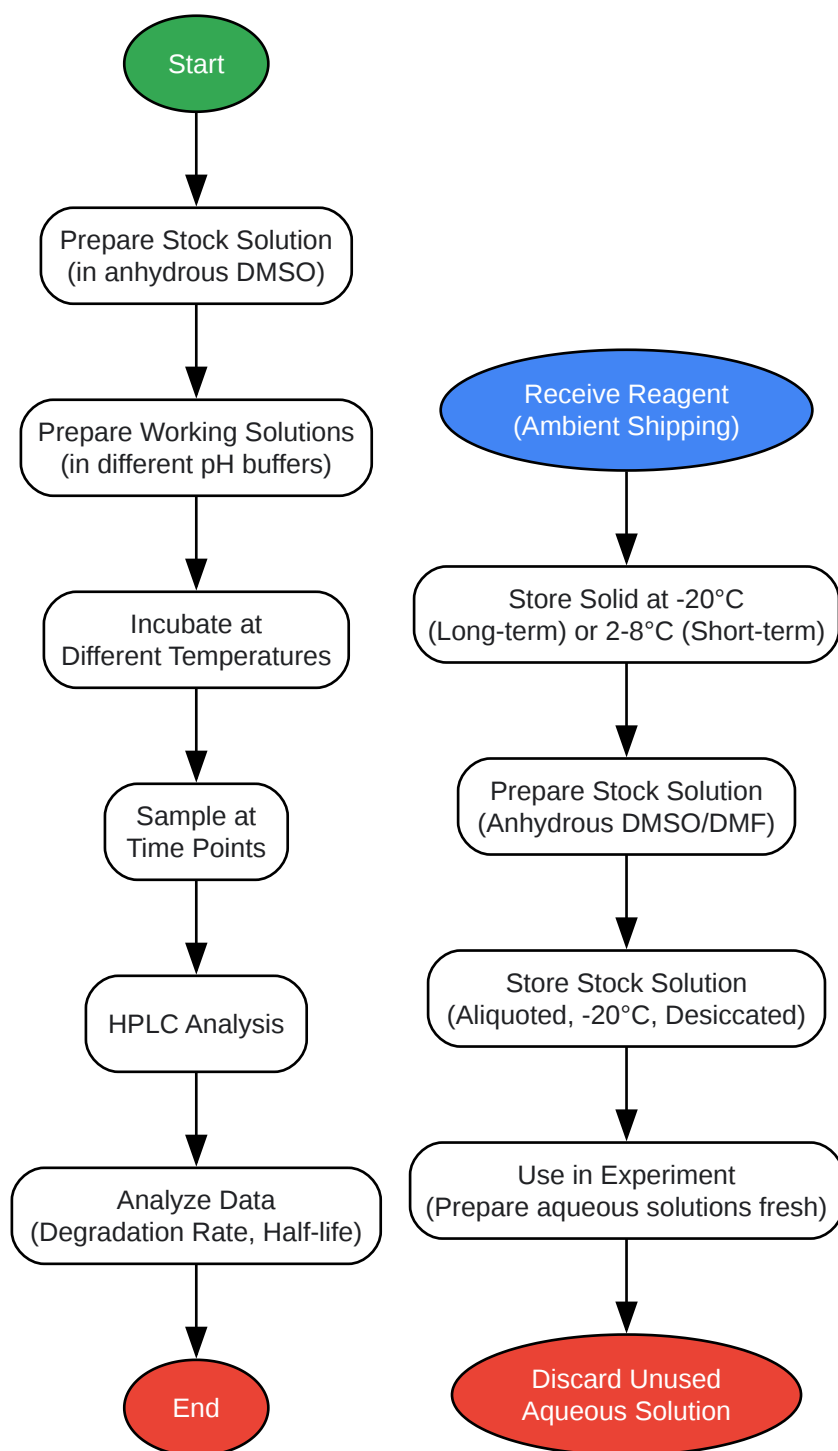 Start
Prepare Stock Solution
(in anhydrous DMSO)
Prepare Working Solutions
(in different pH buffers)
Incubate at
Different Temperatures
Sample at
Time Points
HPLC Analysis
Analyze Data
(Degradation Rate, Half-life)
End
Receive Reagent
(Ambient Shipping)
Store Solid at -20°C
(Long-term) or 2-8°C (Short-term)
Prepare Stock Solution
(Anhydrous DMSO/DMF)
Store Stock Solution
(Aliquoted, -20°C, Desiccated)
Use in Experiment
(Prepare aqueous solutions fresh)
Discard Unused
Aqueous Solution